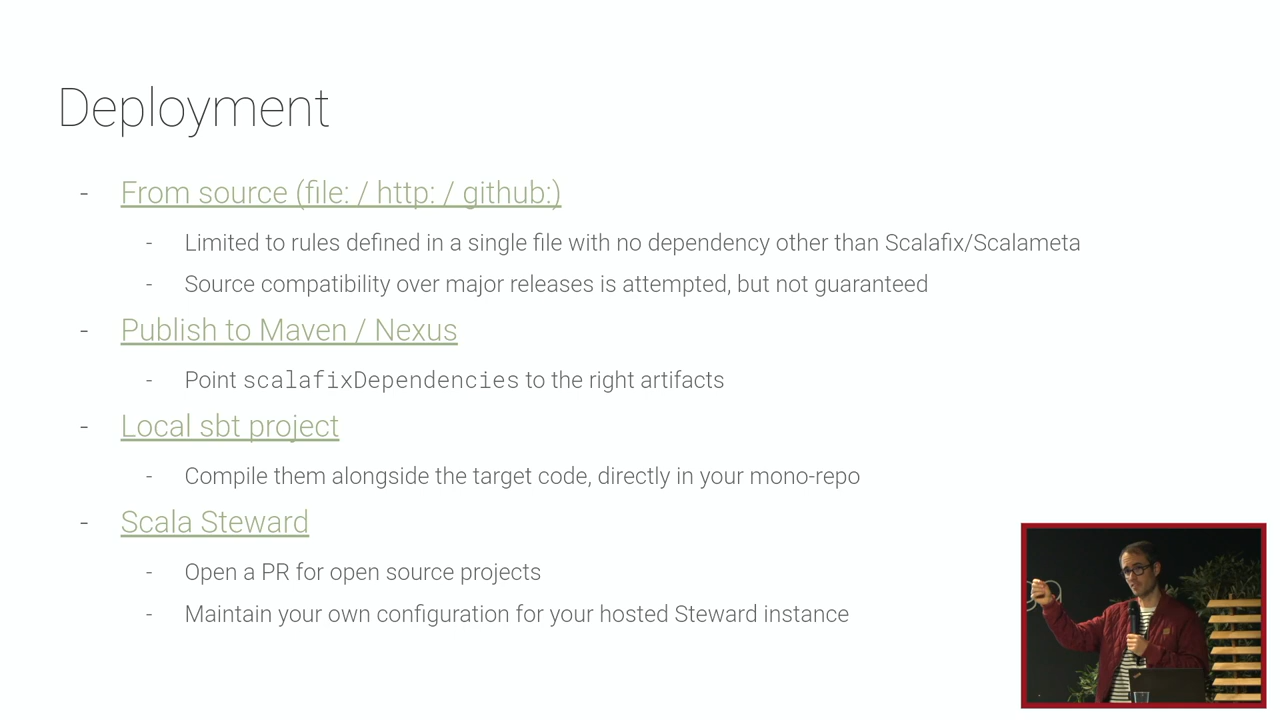 Deployment
- From source (file: / http: / github:)
- Limited to rules defined in a single file with no dependency other than Scalafix/Scalameta
- Source compatibility over major releases is attempted, but not guaranteed
- Publish to Maven / Nexus
- Point scalafixDependencies to the right artifacts
- Local sbt project
- Compile them alongside the target code, directly in your mono-repo
- Scala Steward
- Open a PR for open source projects
- Maintain your own configuration for your hosted Steward instance